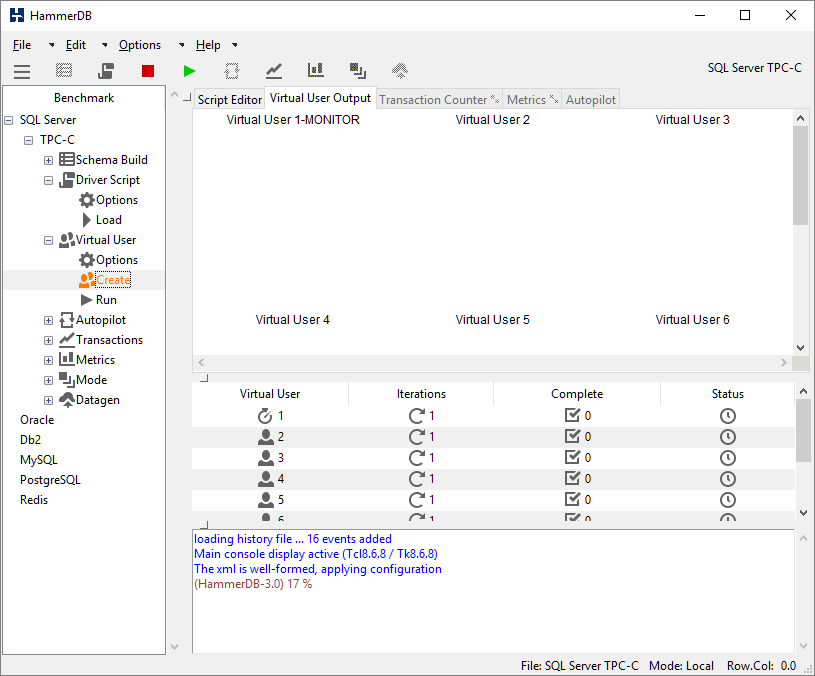 HammerDB
File Edit Options Help
SQL Server TPC-C
Benchmark
SQL Server
TPC-C
Schema Build
Driver Script
Options
Load
Virtual User
Options
Create
Run
Autopilot
Transactions
Metrics
Mode
Datagen
Oracle
Db2
MySQL
PostgreSQL
Redis
Script Editor Virtual User Output Transaction Counter Metrics Autopilot
Virtual User 1-MONITOR Virtual User 2 Virtual User 3
Virtual User 4 Virtual User 5 Virtual User 6
Virtual User Iterations Complete Status
1 1 0
2 1 0
3 1 0
4 1 0
5 1 0
6 1 0
loading history file ... 16 events added
Main console display active (Tcl8.6.8 / Tk8.6.8)
The xml is well-formed, applying configuration
(HammerDB-3.0) 17 %
File: SQL Server TPC-C Mode: Local Row.Col: 0.0